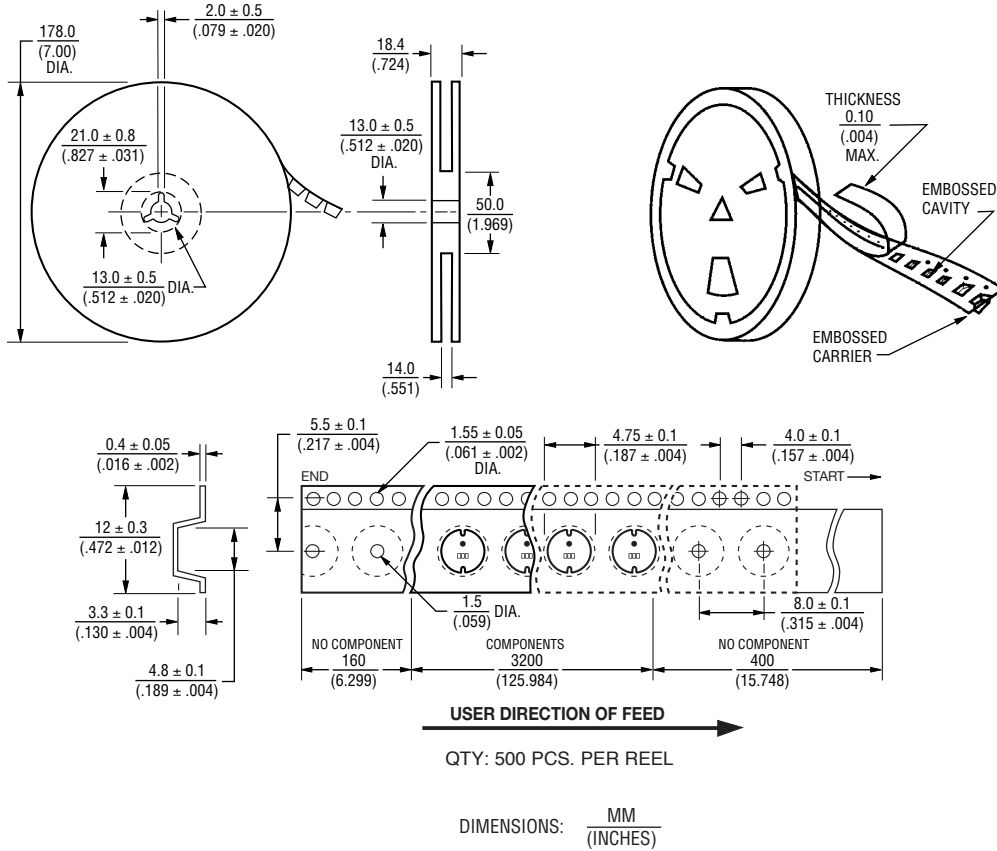 2.0 ± 0.5
(.079 ± .020)
178.0
(7.00)
DIA.
18.4
(.724)
21.0 ± 0.8
(.827 ± .031)
13.0 ± 0.5
(.512 ± .020)
DIA.
13.0 ± 0.5
(.512 ± .020)
DIA.
50.0
(1.969)
14.0
(.551)
THICKNESS
0.10
(.004)
MAX.
EMBOSSED
CAVITY
EMBOSSED
CARRIER
0.4 ± 0.05
(.016 ± .002)
5.5 ± 0.1
(.217 ± .004)
1.55 ± 0.05
(.061 ± .002)
DIA.
4.75 ± 0.1
(.187 ± .004)
4.0 ± 0.1
(.157 ± .004)
END
START
12 ± 0.3
(.472 ± .012)
3.3 ± 0.1
(.130 ± .004)
4.8 ± 0.1
(.189 ± .004)
1.5
(.059)
DIA.
8.0 ± 0.1
(.315 ± .004)
NO COMPONENT
160
(6.299)
COMPONENTS
3200
(125.984)
NO COMPONENT
400
(15.748)
USER DIRECTION OF FEED
QTY: 500 PCS. PER REEL
DIMENSIONS:
MM
(INCHES)